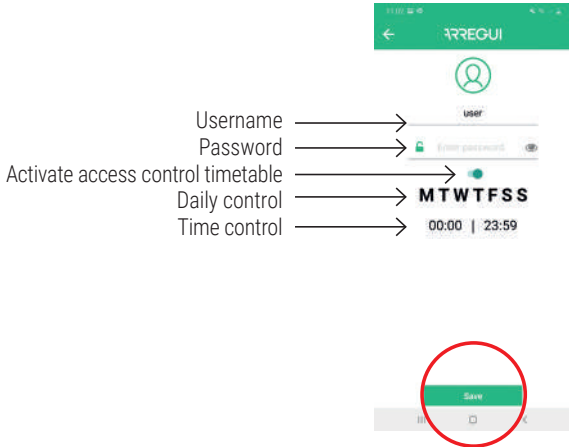 ARREGUI
user
Username
Enter password
Password
Activate access control timetable
M T W T F S S
Daily control
00:00 | 23:59
Time control
Save